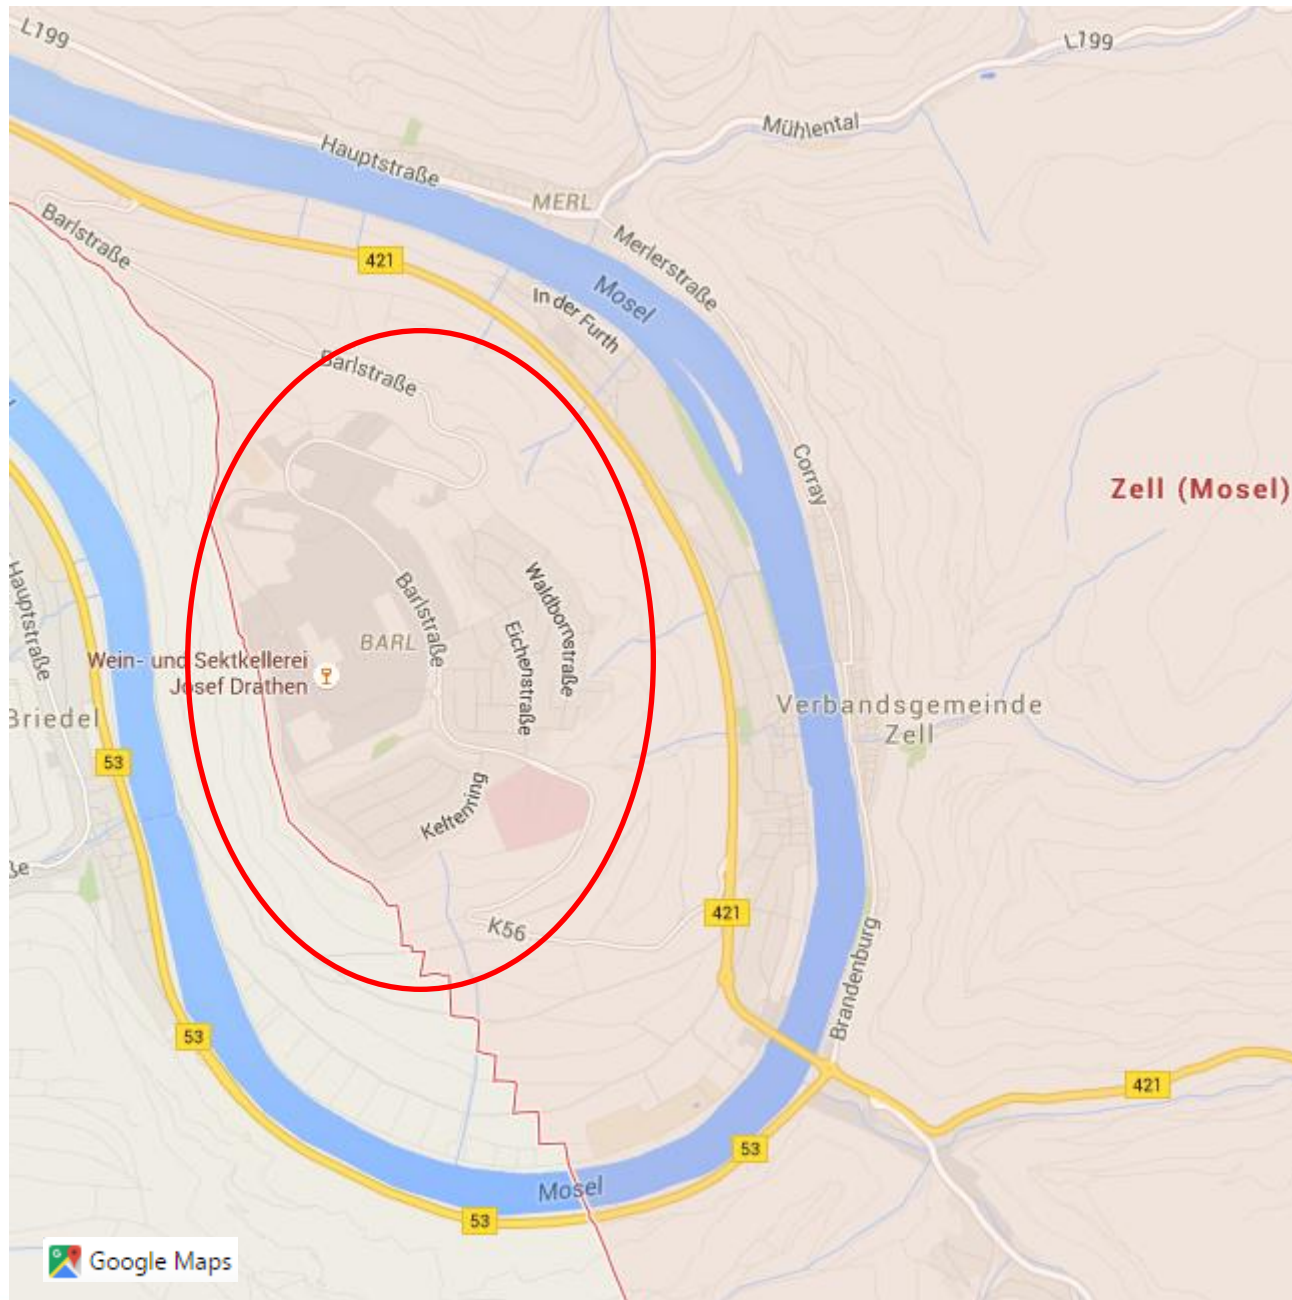 L199
L199
Mühlental
Hauptstraße
MERL
Barlstraße
Merlerstraße
421
Mosel
In der Furth
Barlstraße
Corray
Zell (Mosel)
Hauptstraße
Barlstraße
Waldbornstraße
Eichenstraße
BARL
Wein- und Sektkellerei
Josef Drathen
Briedel
Verbandsgemeinde
Zell
53
Keltenring
ße
421
K56
Brandenburg
53
421
53
Mosel
53
Google Maps